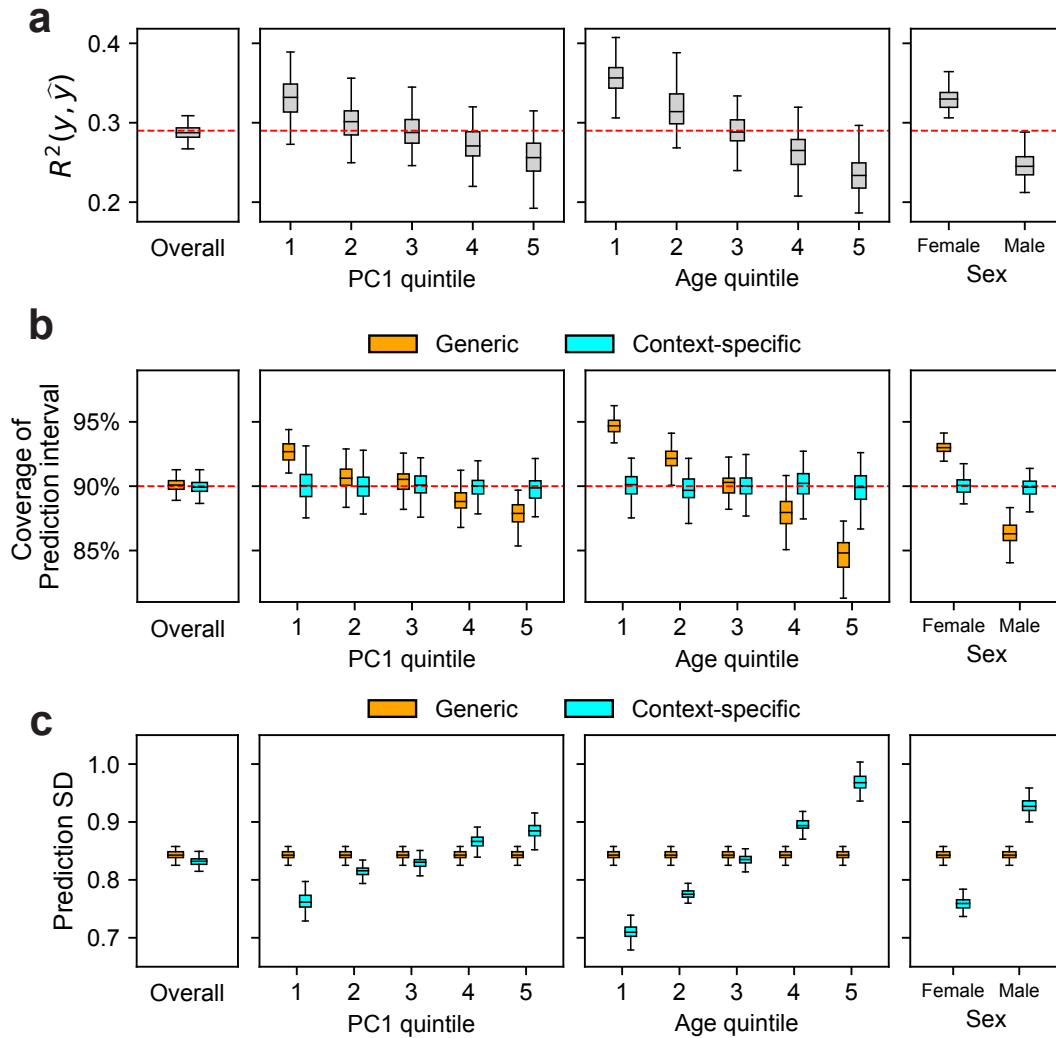 a
R²(y, ŷ)
0.4
0.3
0.2
Overall
1 2 3 4 5
PC1 quintile
1 2 3 4 5
Age quintile
Female Male
Sex
b
Generic Context-specific
Coverage of
Prediction interval
95%
90%
85%
Overall
1 2 3 4 5
PC1 quintile
1 2 3 4 5
Age quintile
Female Male
Sex
c
Generic Context-specific
Prediction SD
1.0
0.9
0.8
0.7
Overall
1 2 3 4 5
PC1 quintile
1 2 3 4 5
Age quintile
Female Male
Sex